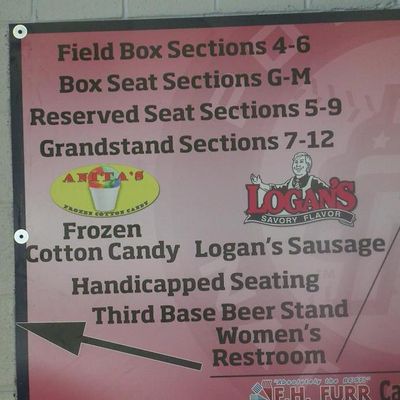 Field Box Sections 4-6
Box Seat Sections G-M
Reserved Seat Sections 5-9
Grandstand Sections 7-12
ANITA'S
FROZEN COTTON CANDY
LOGAN'S
SAVORY FLAVOR
Frozen
Cotton Candy
Logan's Sausage
Handicapped Seating
Third Base Beer Stand
Women's
Restroom
"Absolutely the BEST!"
F.H. FURR
Ca